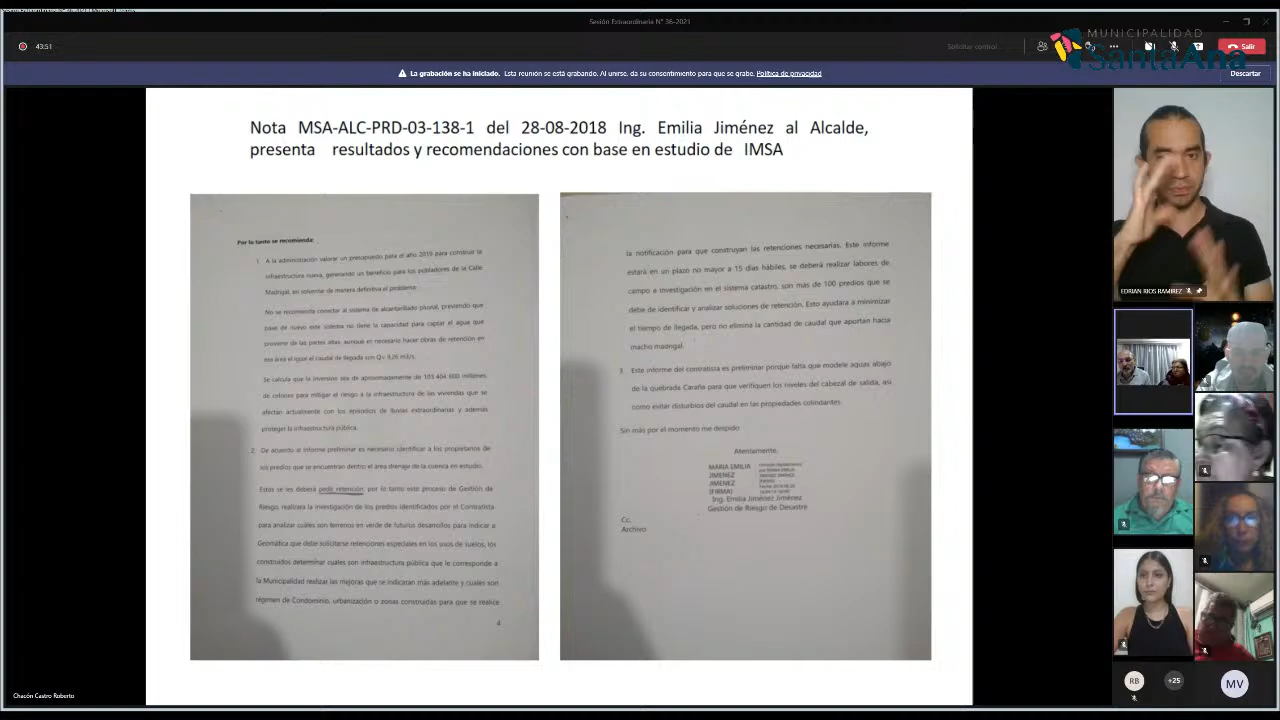 Sesión Extraordinaria N° 36-2021
43:51
Solicitar control
Salir
MUNICIPALIDAD
Santa Ana
La grabación se ha iniciado. Esta reunión se está grabando. Al unirse, da su consentimiento para que se grabe. Política de privacidad
Descartar
Nota MSA-ALC-PRD-03-138-1 del 28-08-2018 Ing. Emilia Jiménez al Alcalde,
presenta resultados y recomendaciones con base en estudio de IMSA
Por lo tanto se recomienda:
1. A la administración valorar un presupuesto para el año 2019 para construir la
infraestructura nueva, generando un beneficio para los pobladores de la Calle
Madrigal, en solventar de manera definitiva el problema.
No se recomienda conectar al sistema de alcantarillado pluvial, previendo que
pase de nuevo este sistema no tiene la capacidad para captar el agua que
proviene de las partes altas, aunque es necesario hacer obras de retención en
esa área el igual el caudal de llegada son Q= 9,26 m3/s.
Se calcula que la inversión sea de aproximadamente de 103 404 600 millones,
de colones para mitigar el riesgo a la infraestructura de las viviendas que se
afectan actualmente con los episodios de lluvias extraordinarias y además
proteger la infraestructura pública.
2. De acuerdo al informe preliminar es necesario identificar a los propietarios de
los predios que se encuentran dentro el área drenaje de la cuenca en estudio.
Estos se les deberá pedir retención, por lo tanto este proceso de Gestión de
Riesgo, realizara la investigación de los predios identificados por el Contratista
para analizar cuáles son terrenos en verde de futuros desarrollos para indicar a
Geomática que debe solicitarse retenciones especiales en los usos de suelos, los
construidos determinar cuales son infraestructura pública que le corresponde a
la Municipalidad realizar las mejoras que se indicaran más adelante y cuales son
régimen de Condominio, urbanización o zonas construidas para que se realice
4
la notificación para que construyan las retenciones necesarias. Este informe
estará en un plazo no mayor a 15 días hábiles, se deberá realizar labores de
campo e investigación en el sistema catastro, son más de 100 predios que se
debe de identificar y analizar soluciones de retención. Esto ayudara a minimizar
el tiempo de llegada, pero no elimina la cantidad de caudal que aportan hacia
macho madrigal.
3. Este informe del contratista es preliminar porque falta que modele aguas abajo
de la quebrada Caraña para que verifiquen los niveles del cabezal de salida, así
como evitar disturbios del caudal en las propiedades colindantes.
Sin más por el momento me despido
Atentamente,
MARIA EMILIA
JIMENEZ
JIMENEZ
(FIRMA)
Ing. Emilia Jiménez Jiménez
Gestión de Riesgo de Desastre
Cc.
Archivo
EDRIAN RIOS RAMIREZ
RB
+25
MV
Chacón Castro Roberto